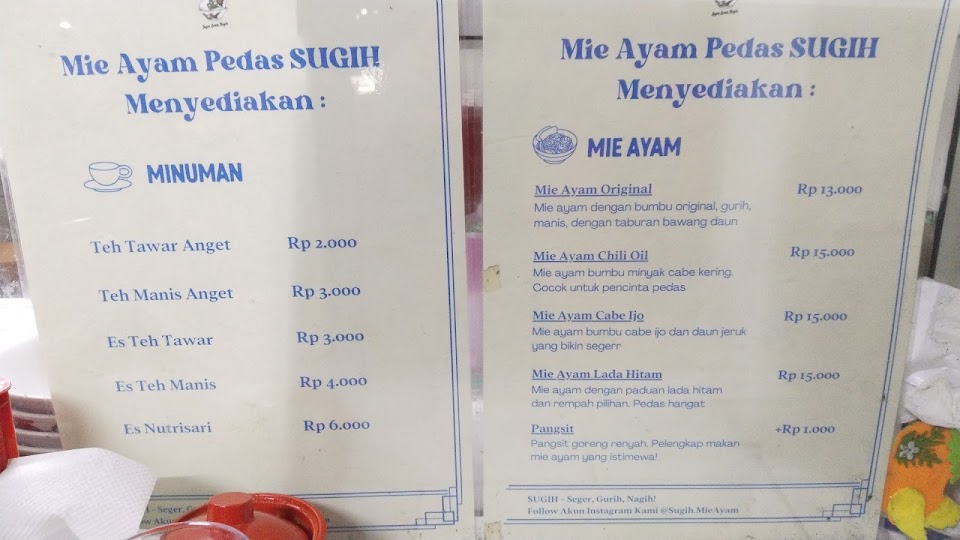 Mie Ayam Pedas SUGIH
Menyediakan :
MINUMAN
Teh Tawar Anget Rp 2.000
Teh Manis Anget Rp 3.000
Es Teh Tawar Rp 3.000
Es Teh Manis Rp 4.000
Es Nutrisari Rp 6.000
Mie Ayam Pedas SUGIH
Menyediakan :
MIE AYAM
Mie Ayam Original Rp 13.000
Mie ayam dengan bumbu original, gurih,
manis, dengan taburan bawang daun
Mie Ayam Chili Oil Rp 15.000
Mie ayam bumbu minyak cabe kering.
Cocok untuk pencinta pedas
Mie Ayam Cabe Ijo Rp 15.000
Mie ayam bumbu cabe ijo dan daun jeruk
yang bikin segerr
Mie Ayam Lada Hitam Rp 15.000
Mie ayam dengan paduan lada hitam
dan rempah pilihan. Pedas hangat
Pangsit +Rp 1.000
Pangsit goreng renyah. Pelengkap makan
mie ayam yang istimewa!
SUGIH - Seger, Gurih, Nagih!
Follow Akun Instagram Kami @Sugih.MieAyam